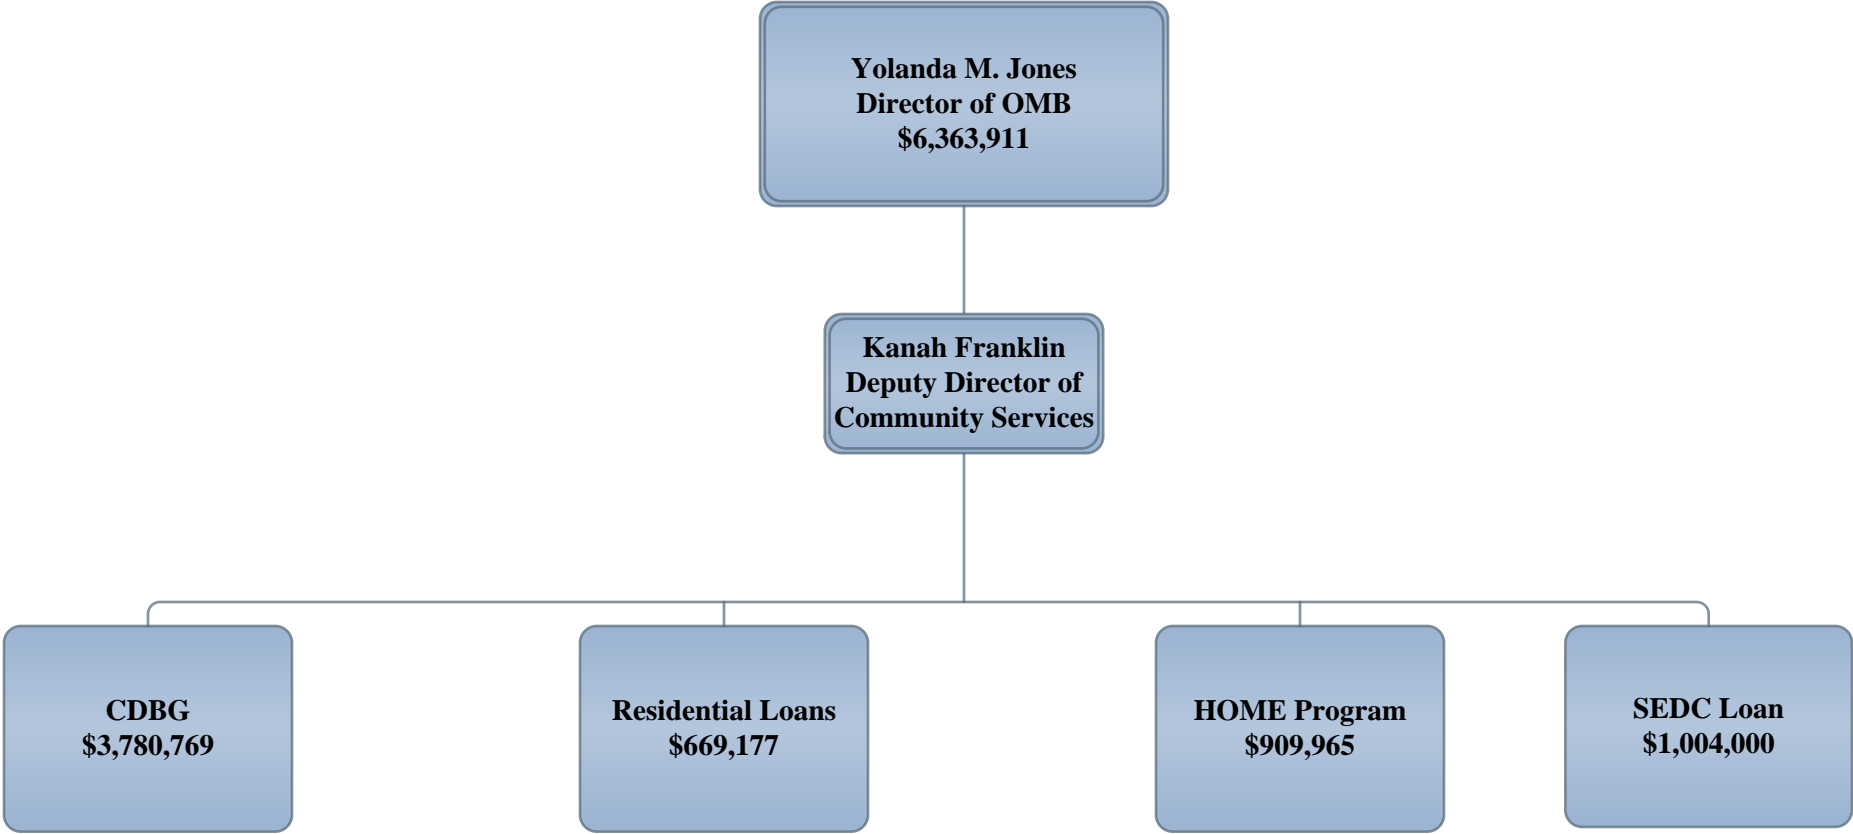 Yolanda M. Jones
Director of OMB
$6,363,911
Kanah Franklin
Deputy Director of
Community Services
CDBG
$3,780,769
Residential Loans
$669,177
HOME Program
$909,965
SEDC Loan
$1,004,000